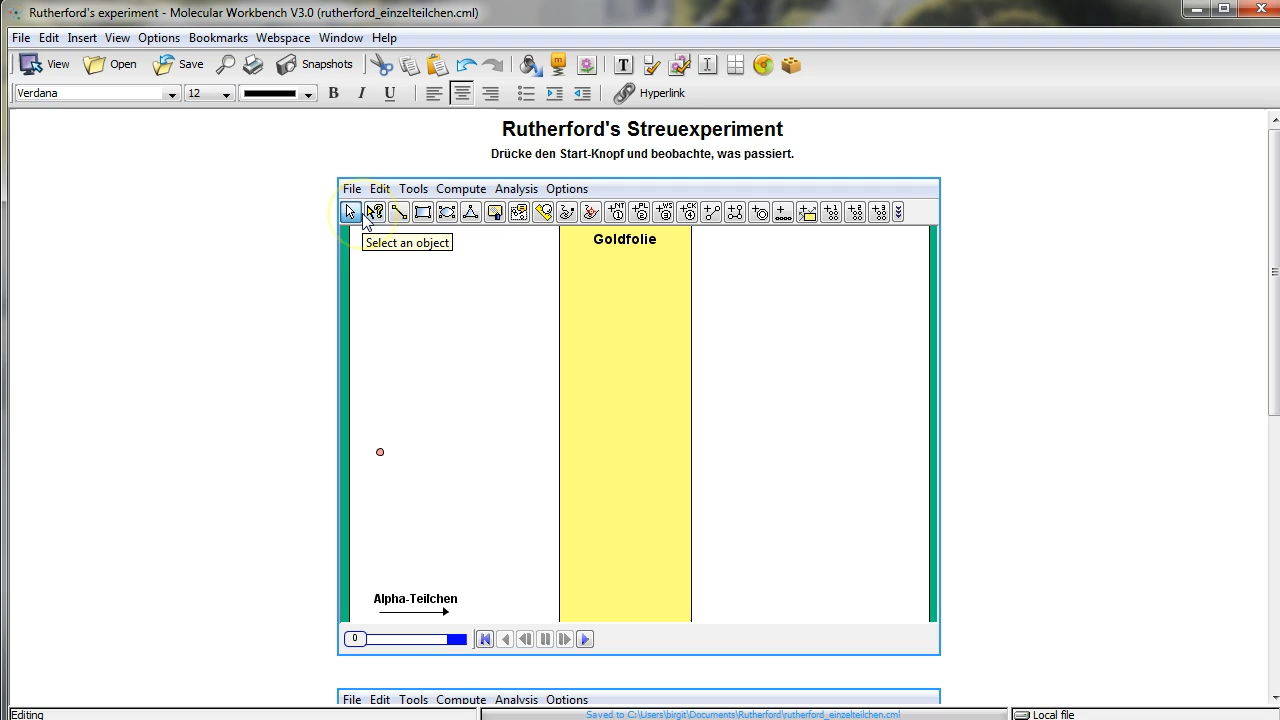 Rutherford's experiment - Molecular Workbench V3.0 (rutherford_einzelteilchen.cml)
File Edit Insert View Options Bookmarks Webspace Window Help
View Open Save Snapshots
Verdana 12 B I U Hyperlink
Rutherford's Streuexperiment
Drücke den Start-Knopf und beobachte, was passiert.
File Edit Tools Compute Analysis Options
Select an object
Goldfolie
Alpha-Teilchen
0
File Edit Tools Compute Analysis Options
Editing Saved to C:\Users\birgit\Documents\Rutherford\rutherford_einzelteilchen.cml Local file